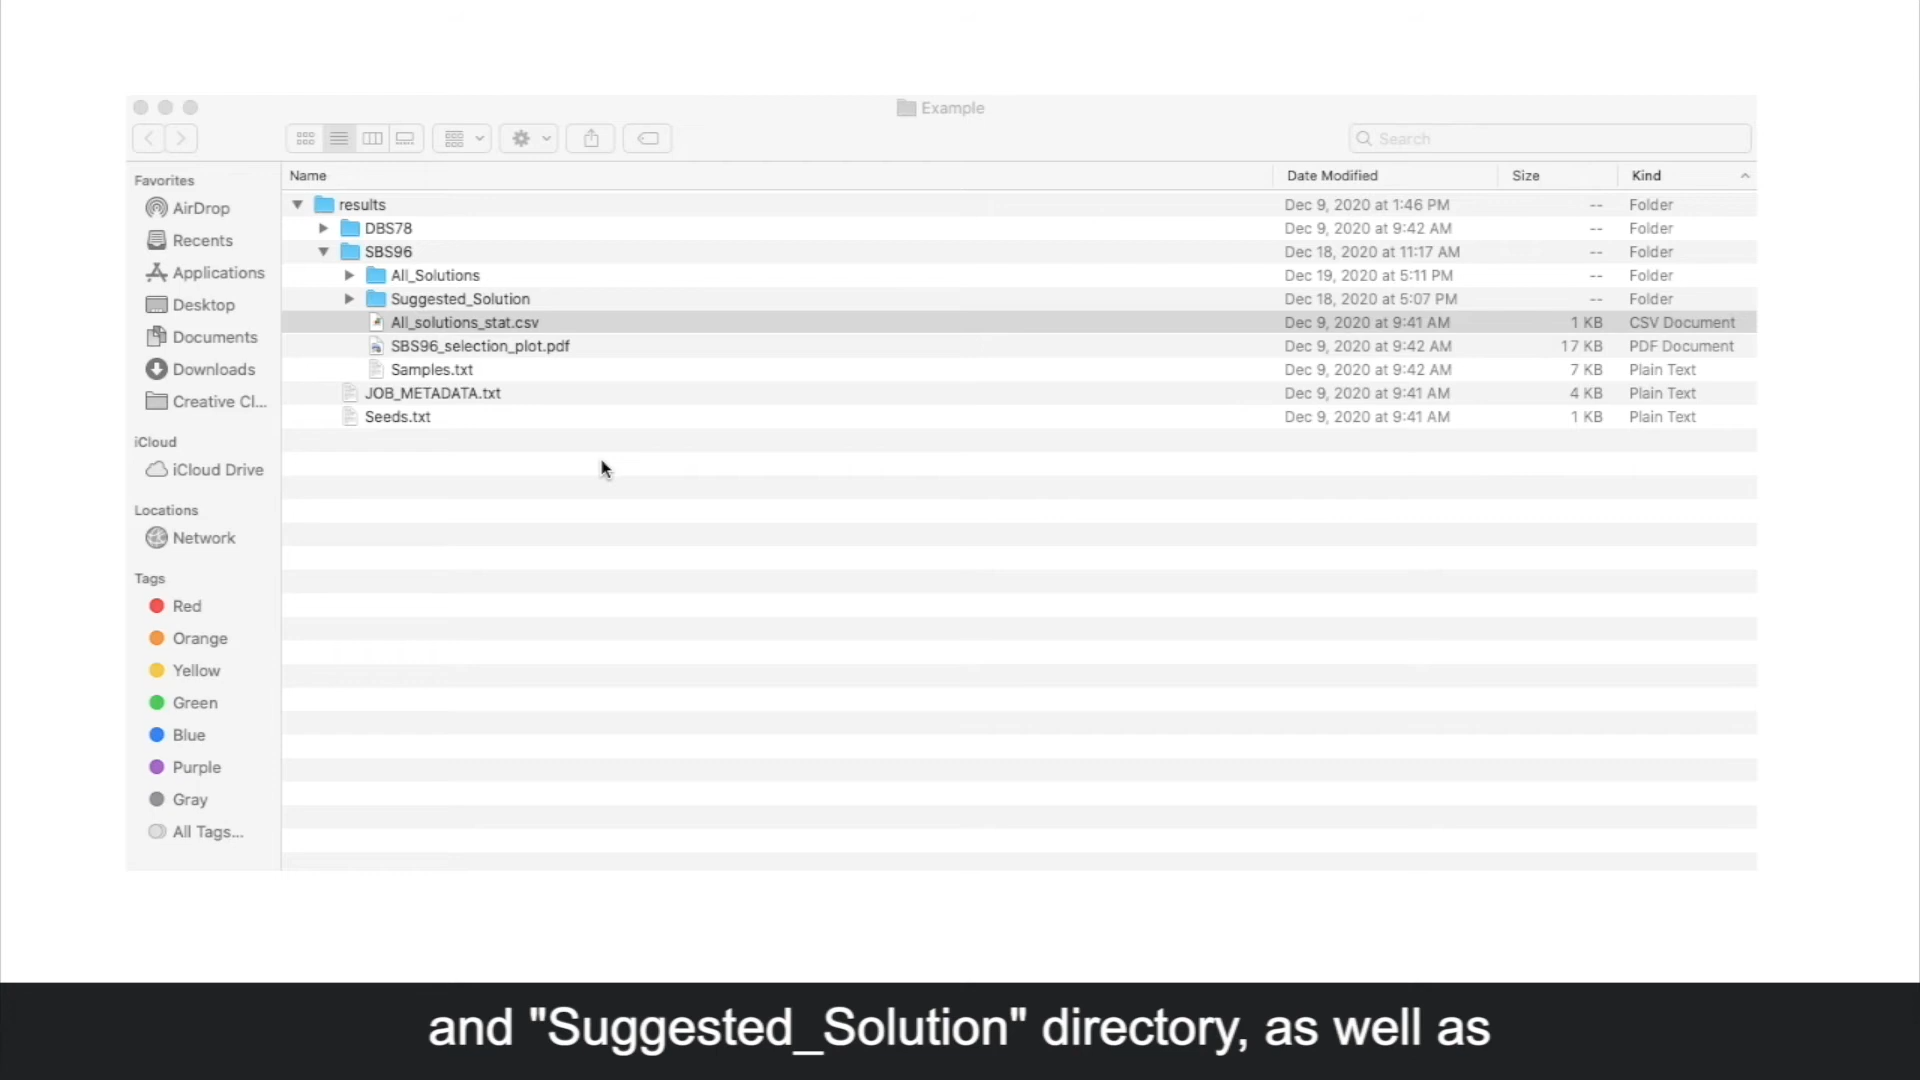 Example
Search
Name Date Modified Size Kind
Favorites
AirDrop
Recents
Applications
Desktop
Documents
Downloads
Creative Cl...
iCloud
iCloud Drive
Locations
Network
Tags
Red
Orange
Yellow
Green
Blue
Purple
Gray
All Tags...
results Dec 9, 2020 at 1:46 PM -- Folder
DBS78 Dec 9, 2020 at 9:42 AM -- Folder
SBS96 Dec 18, 2020 at 11:17 AM -- Folder
All_Solutions Dec 19, 2020 at 5:11 PM -- Folder
Suggested_Solution Dec 18, 2020 at 5:07 PM -- Folder
All_solutions_stat.csv Dec 9, 2020 at 9:41 AM 1 KB CSV Document
SBS96_selection_plot.pdf Dec 9, 2020 at 9:42 AM 17 KB PDF Document
Samples.txt Dec 9, 2020 at 9:42 AM 7 KB Plain Text
JOB_METADATA.txt Dec 9, 2020 at 9:41 AM 4 KB Plain Text
Seeds.txt Dec 9, 2020 at 9:41 AM 1 KB Plain Text
and "Suggested_Solution" directory, as well as